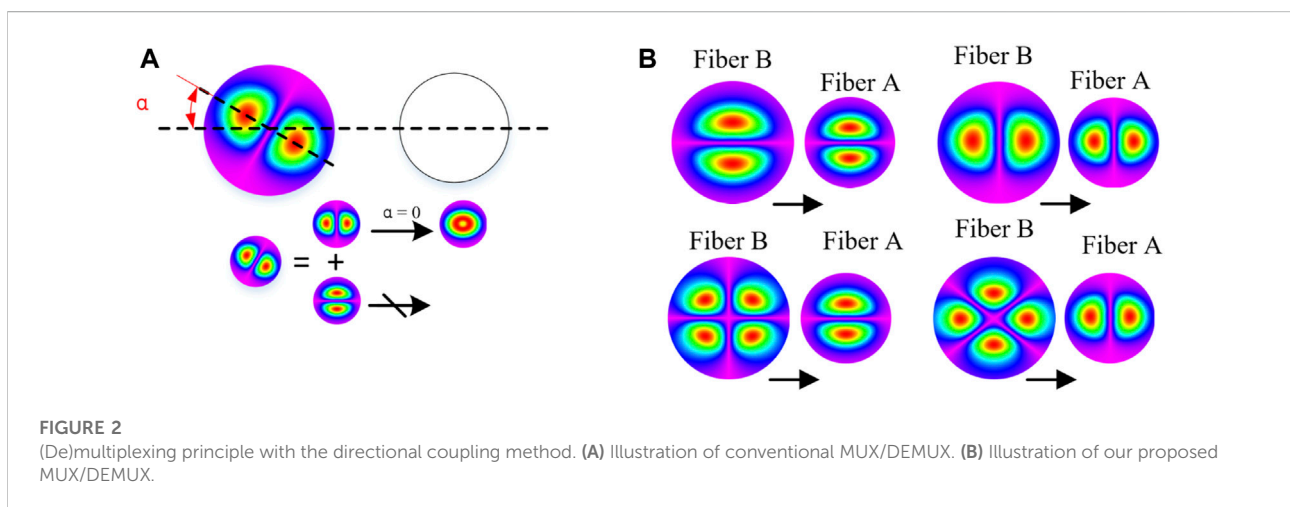 A
α
α = 0
= +
B
Fiber B
Fiber A
Fiber B
Fiber A
Fiber B
Fiber A
Fiber B
Fiber A
FIGURE 2
(De)multiplexing principle with the directional coupling method. (A) Illustration of conventional MUX/DEMUX. (B) Illustration of our proposed
MUX/DEMUX.